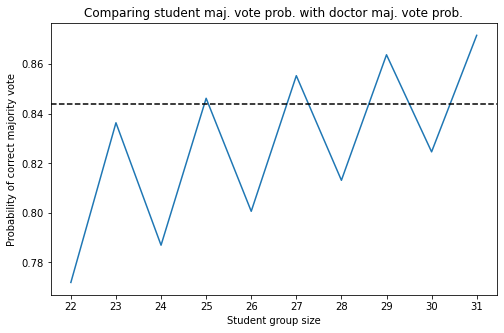 Comparing student maj. vote prob. with doctor maj. vote prob.
Probability of correct majority vote
0.86
0.84
0.82
0.80
0.78
22 23 24 25 26 27 28 29 30 31
Student group size